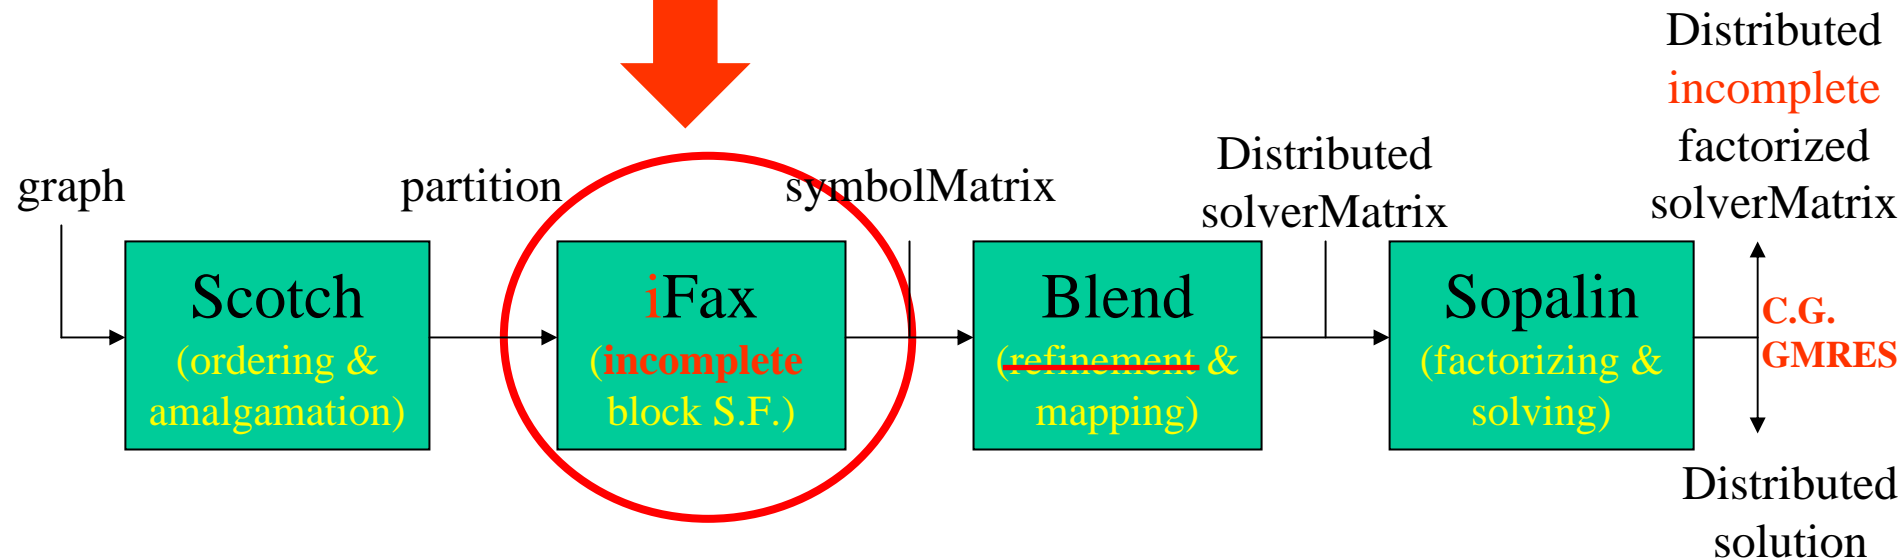 graph
Scotch
(ordering &
amalgamation)
partition
iFax
(incomplete
block S.F.)
symbolMatrix
Blend
(refinement &
mapping)
Distributed
solverMatrix
Sopalin
(factorizing &
solving)
Distributed
incomplete
factorized
solverMatrix
C.G.
GMRES
Distributed
solution